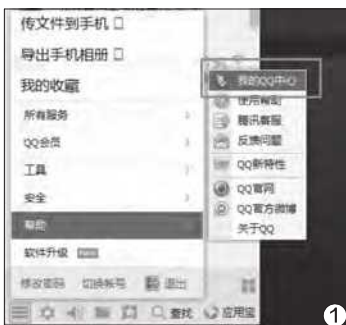 传文件到手机
导出手机相册
我的收藏
所有服务
QQ会员
工具
安全
帮助
软件升级
修改密码 切换帐号 退出
查找 应用宝
我的QQ中心
使用帮助
腾讯客服
反馈问题
QQ新特性
QQ官网
QQ官方微博
关于QQ
①